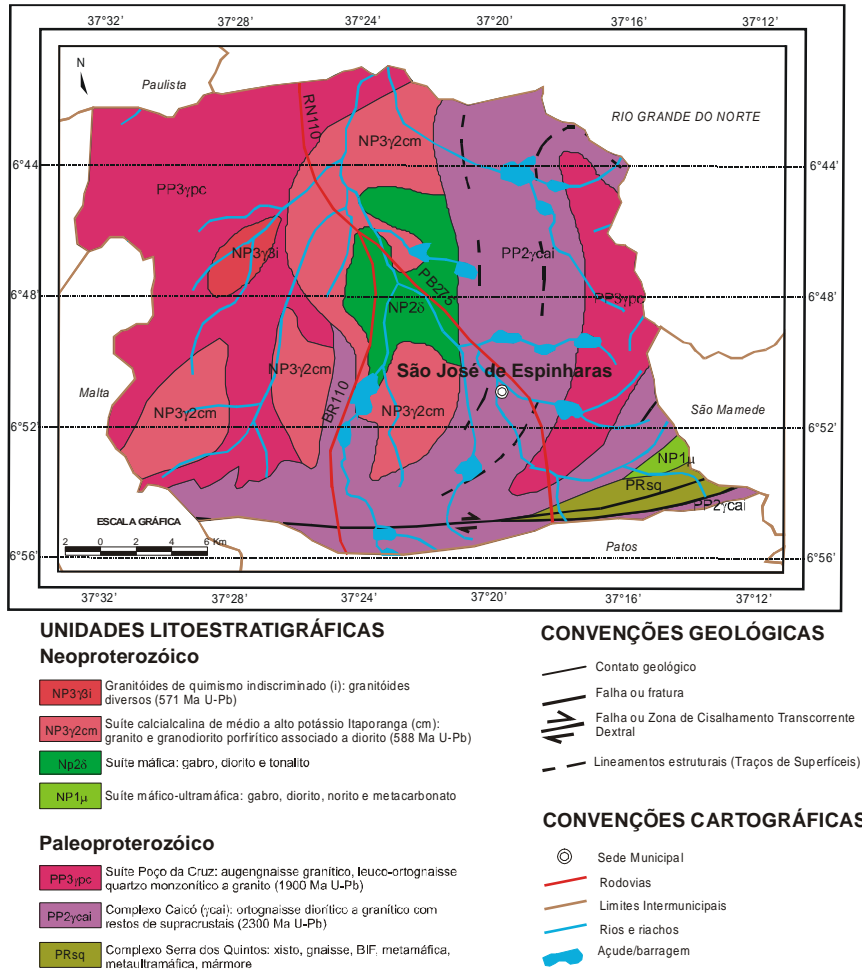 37°32' 37°28' 37°24' 37°20' 37°16' 37°12'
N
Paulista
RIO GRANDE DO NORTE
RN110
NP3γ2cm
6°44' 6°44'
PP3γpc
NP3γ3i
PP2γcai
PB275
PP3γpc
6°48' 6°48'
NP2δ
NP3γ2cm
São José de Espinharas
Malta
NP3γ2cm
BR110
NP3γ2cm
São Mamede
6°52' 6°52'
NP1μ
PRsq
PP2γcai
ESCALA GRÁFICA
2 0 2 4 6 Km
Patos
6°56' 6°56'
37°32' 37°28' 37°24' 37°20' 37°16' 37°12'
UNIDADES LITOESTRATIGRÁFICAS
Neoproterozóico
NP3γ3i Granitóides de quimismo indiscriminado (i): granitóides
diversos (571 Ma U-Pb)
NP3γ2cm Suíte calcialcalina de médio a alto potássio Itaporanga (cm):
granito e granodiorito porfirítico associado a diorito (588 Ma U-Pb)
Np2δ Suíte máfica: gabro, diorito e tonalito
NP1μ Suíte máfico-ultramáfica: gabro, diorito, norito e metacarbonato
Paleoproterozóico
PP3γpc Suíte Poço da Cruz: augengnaisse granítico, leuco-ortognaisse
quartzo monzonítico a granito (1900 Ma U-Pb)
PP2γcai Complexo Caicó (γcai): ortognaisse diorítico a granítico com
restos de supracrustais (2300 Ma U-Pb)
PRsq Complexo Serra dos Quintos: xisto, gnaisse, BIF, metamáfica,
metaultramáfica, mármore
CONVENÇÕES GEOLÓGICAS
Contato geológico
Falha ou fratura
Falha ou Zona de Cisalhamento Transcorrente
Dextral
Lineamentos estruturais (Traços de Superfíceis)
CONVENÇÕES CARTOGRÁFICAS
Sede Municipal
Rodovias
Limites Intermunicipais
Rios e riachos
Açude/barragem